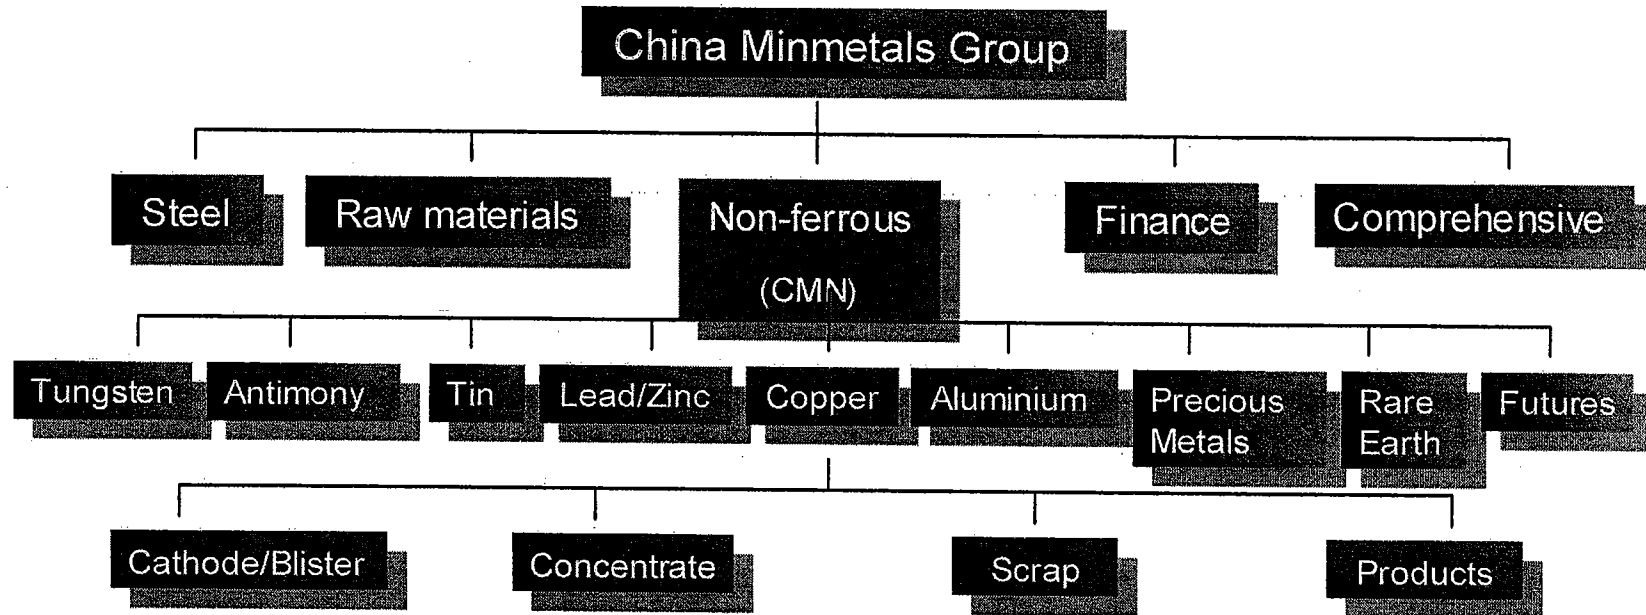 China Minmetals Group
Steel
Raw materials
Non-ferrous
(CMN)
Finance
Comprehensive
Tungsten
Antimony
Tin
Lead/Zinc
Copper
Aluminium
Precious
Metals
Rare
Earth
Futures
Cathode/Blister
Concentrate
Scrap
Products